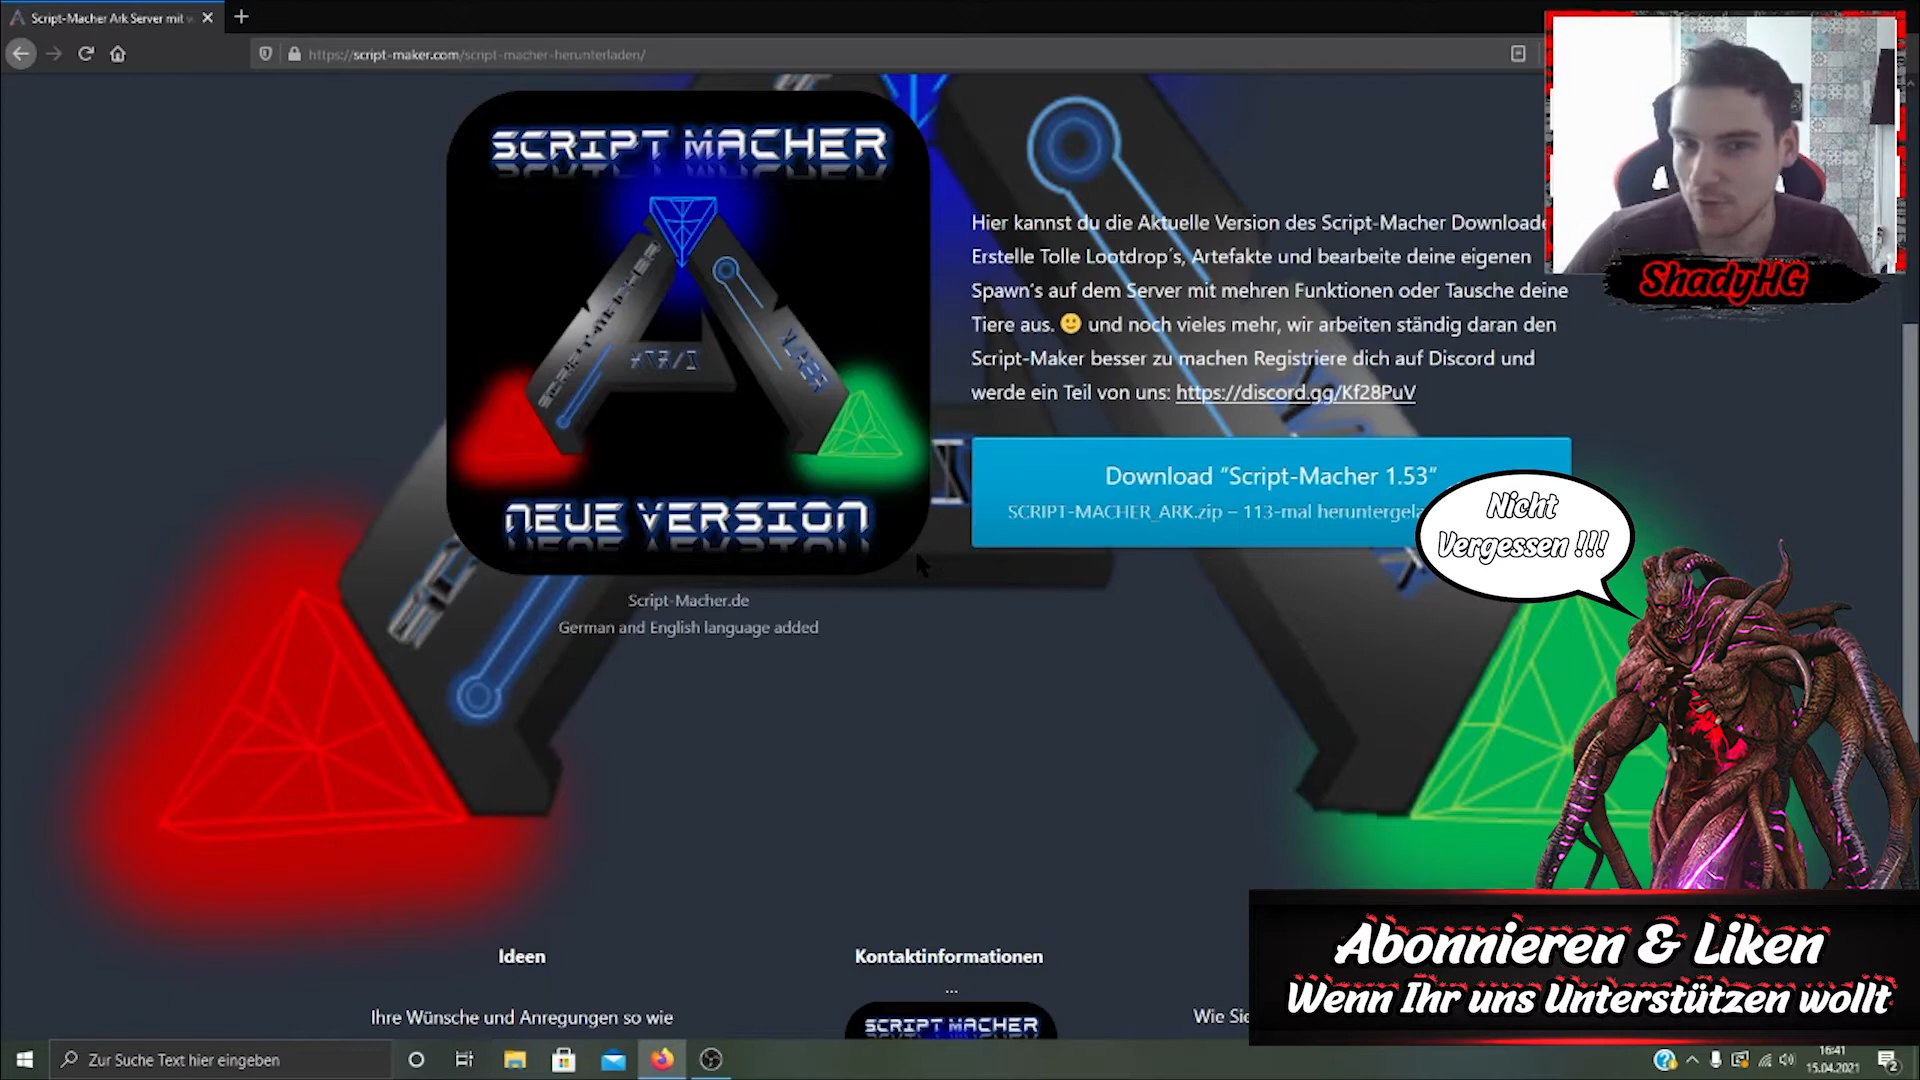 Script-Macher Ark Server mit
https://script-maker.com/script-macher-herunterladen/
SCRIPT MACHER
NEUE VERSION
Script-Macher.de
German and English language added
Hier kannst du die Aktuelle Version des Script-Macher Downloade
Erstelle Tolle Lootdrop´s, Artefakte und bearbeite deine eigenen
Spawn´s auf dem Server mit mehren Funktionen oder Tausche deine
Tiere aus. 🙂 und noch vieles mehr, wir arbeiten ständig daran den
Script-Maker besser zu machen Registriere dich auf Discord und
werde ein Teil von uns: https://discord.gg/Kf28PuV
Download “Script-Macher 1.53”
SCRIPT-MACHER_ARK.zip – 113-mal heruntergela
ShadyHG
Nicht
Vergessen !!!
Abonnieren & Liken
Wenn Ihr uns Unterstützen wollt
Ideen
Ihre Wünsche und Anregungen so wie
Kontaktinformationen
...
SCRIPT MACHER
Wie Sie
Zur Suche Text hier eingeben
16:41
15.04.2021
2